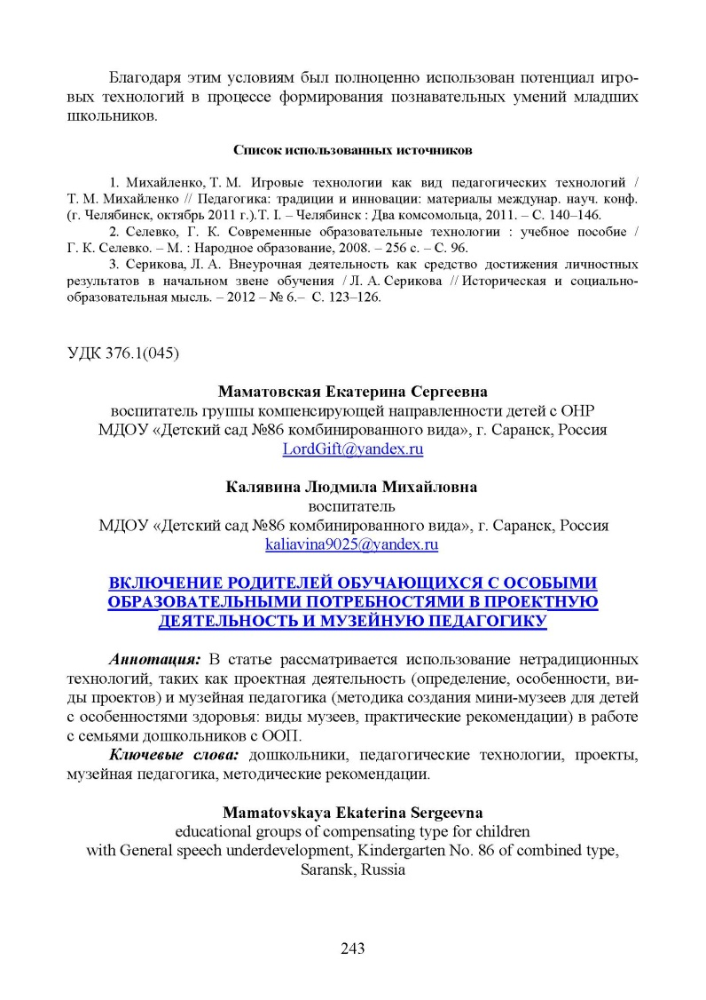 Благодаря этим условиям был полноценно использован потенциал игро-
вых технологий в процессе формирования познавательных умений младших
школьников.
Список использованных источников
1. Михайленко, Т. М. Игровые технологии как вид педагогических технологий /
Т. М. Михайленко // Педагогика: традиции и инновации: материалы междунар. науч. конф.
(г. Челябинск, октябрь 2011 г.).Т. I. – Челябинск : Два комсомольца, 2011. – С. 140–146.
2. Селевко, Г. К. Современные образовательные технологии : учебное пособие /
Г. К. Селевко. – М. : Народное образование, 2008. – 256 с. – С. 96.
3. Серикова, Л. А. Внеурочная деятельность как средство достижения личностных
результатов в начальном звене обучения / Л. А. Серикова // Историческая и социально-
образовательная мысль. – 2012 – № 6.– С. 123–126.
УДК 376.1(045)
Маматовская Екатерина Сергеевна
воспитатель группы компенсирующей направленности детей с ОНР
МДОУ «Детский сад №86 комбинированного вида», г. Саранск, Россия
LordGift@yandex.ru
Калявина Людмила Михайловна
воспитатель
МДОУ «Детский сад №86 комбинированного вида», г. Саранск, Россия
kaliavina9025@yandex.ru
ВКЛЮЧЕНИЕ РОДИТЕЛЕЙ ОБУЧАЮЩИХСЯ С ОСОБЫМИ
ОБРАЗОВАТЕЛЬНЫМИ ПОТРЕБНОСТЯМИ В ПРОЕКТНУЮ
ДЕЯТЕЛЬНОСТЬ И МУЗЕЙНУЮ ПЕДАГОГИКУ
Аннотация: В статье рассматривается использование нетрадиционных
технологий, таких как проектная деятельность (определение, особенности, ви-
ды проектов) и музейная педагогика (методика создания мини-музеев для детей
с особенностями здоровья: виды музеев, практические рекомендации) в работе
с семьями дошкольников с ООП.
Ключевые слова: дошкольники, педагогические технологии, проекты,
музейная педагогика, методические рекомендации.
Mamatovskaya Ekaterina Sergeevna
educational groups of compensating type for children
with General speech underdevelopment, Kindergarten No. 86 of combined type,
Saransk, Russia
243